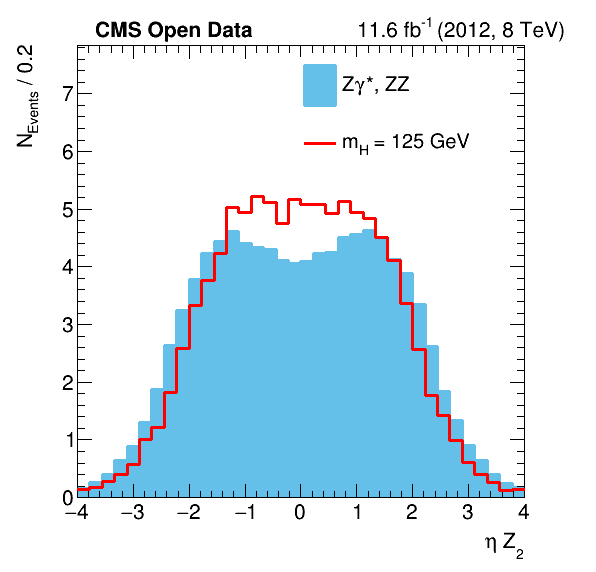 CMS Open Data 11.6 fb⁻¹ (2012, 8 TeV)
N_Events / 0.2
Zγ*, ZZ
m_H = 125 GeV
7
6
5
4
3
2
1
0
−4 −3 −2 −1 0 1 2 3 4
η Z₂